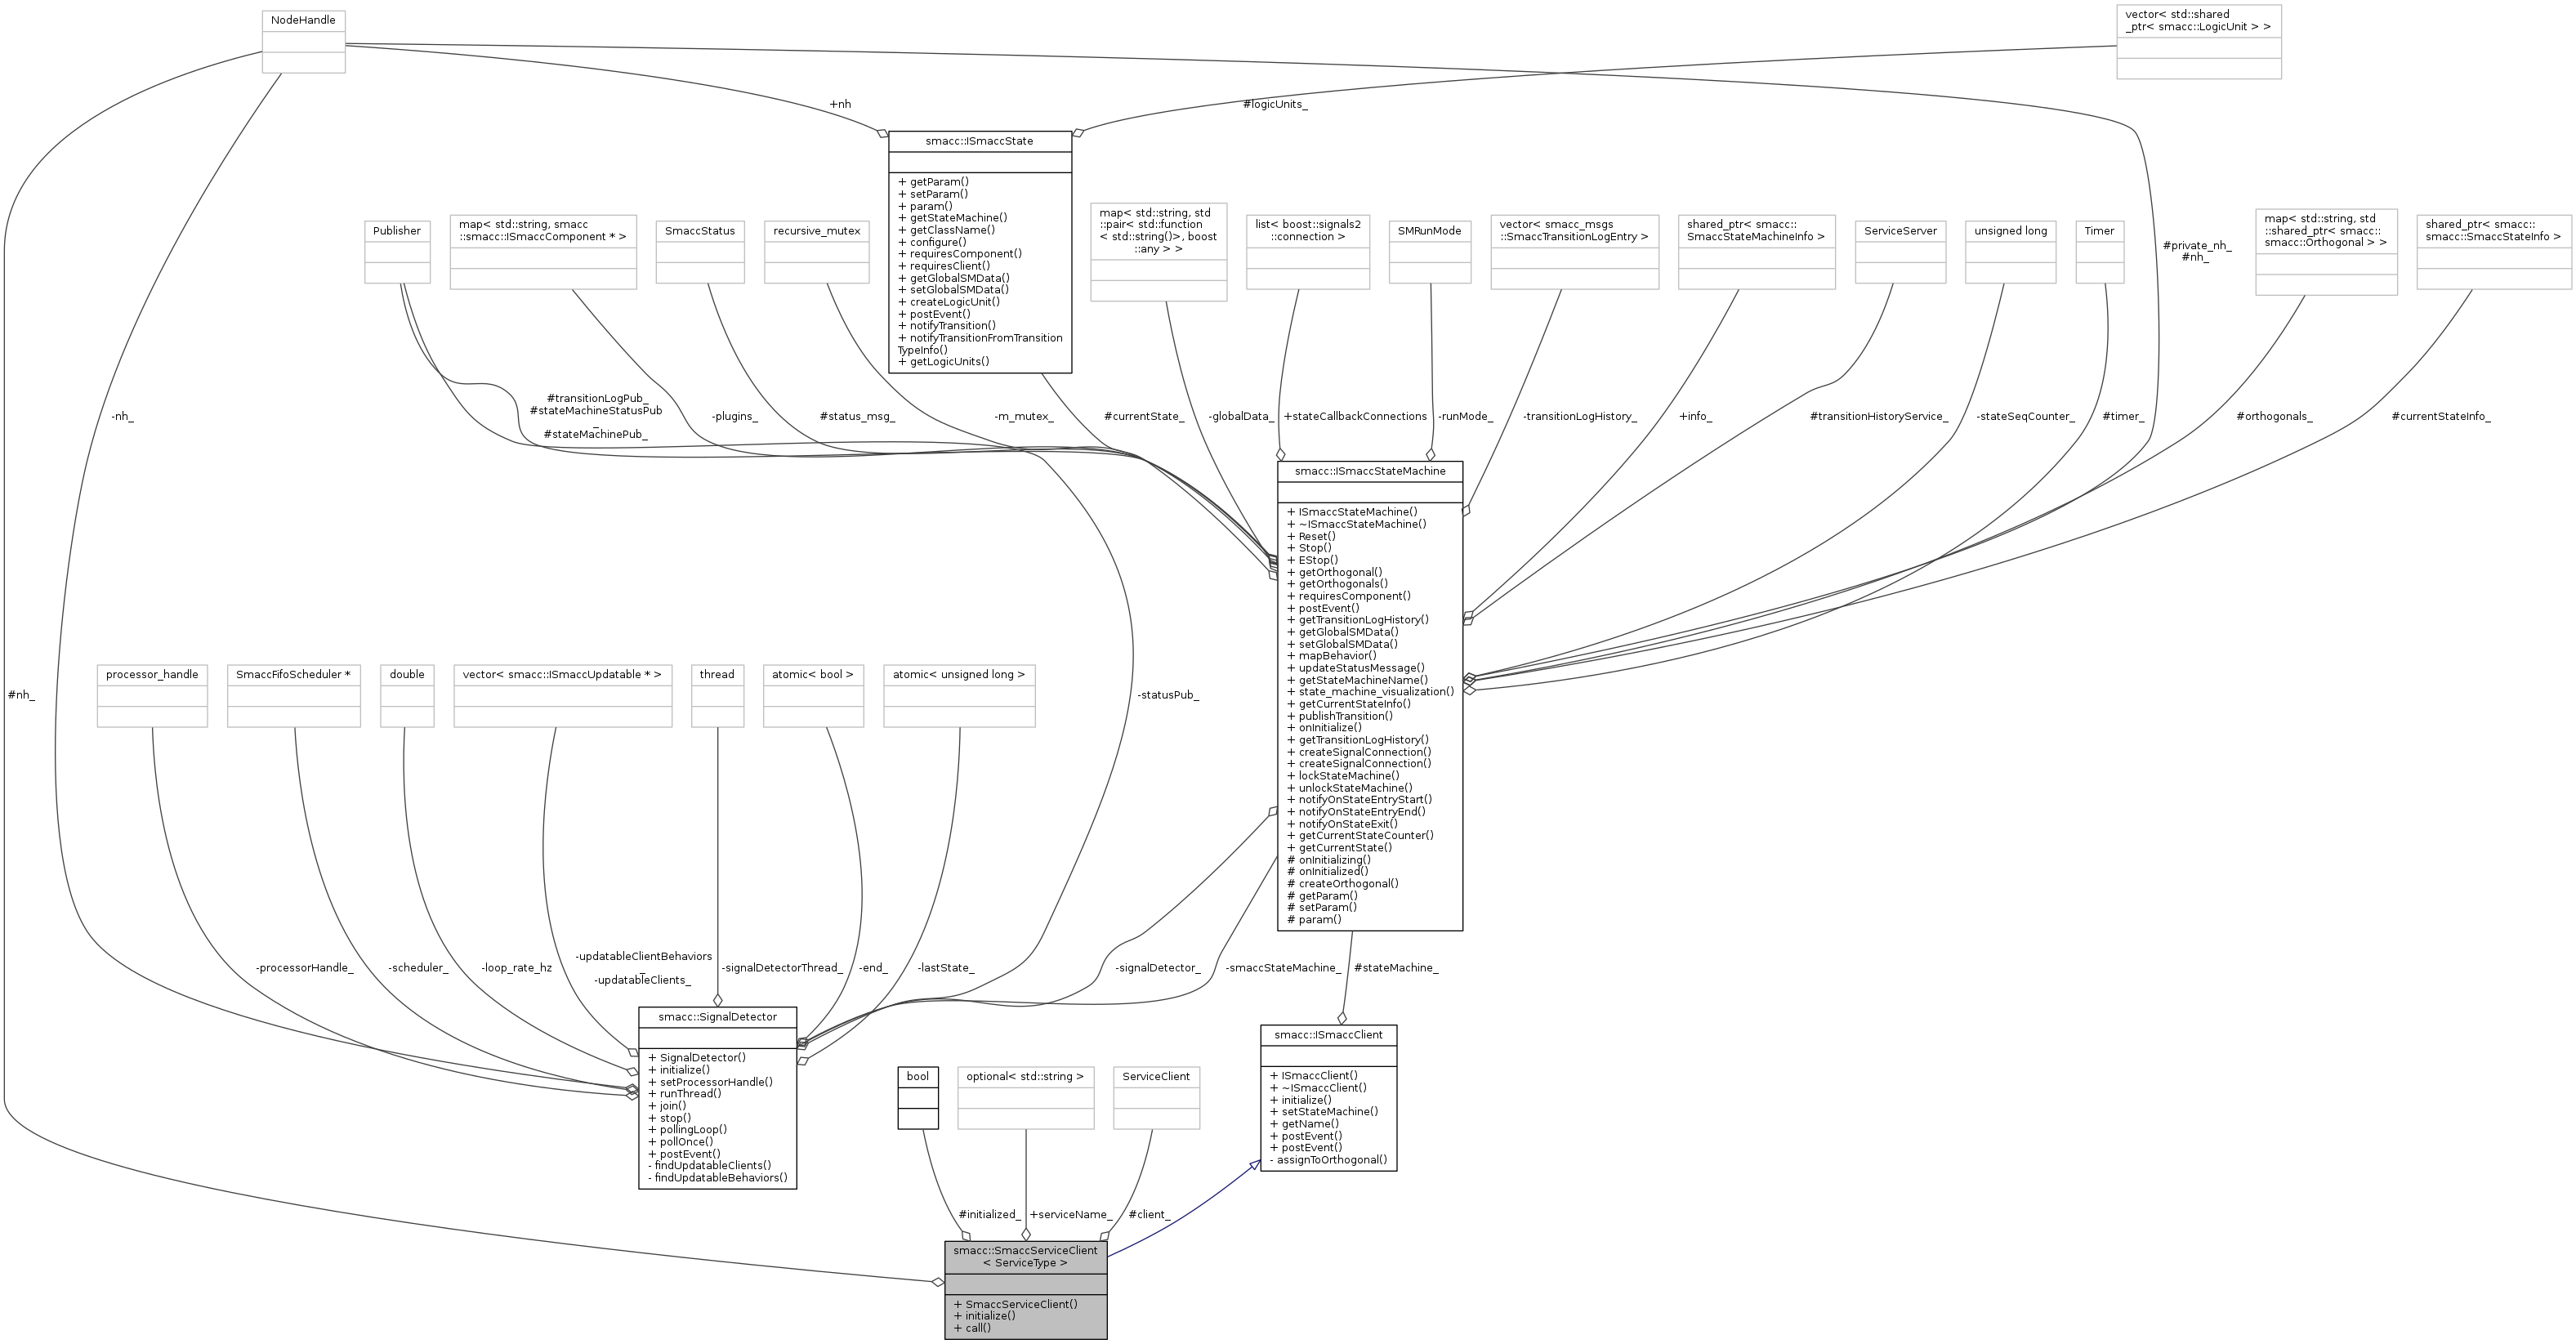 NodeHandle
vector< std::shared
_ptr< smacc::LogicUnit > >
+nh
#logicUnits_
smacc::ISmaccState
+ getParam()
+ setParam()
+ param()
+ getStateMachine()
+ getClassName()
+ configure()
+ requiresComponent()
+ requiresClient()
+ getGlobalSMData()
+ setGlobalSMData()
+ createLogicUnit()
+ postEvent()
+ notifyTransition()
+ notifyTransitionFromTransition
TypeInfo()
+ getLogicUnits()
Publisher
map< std::string, smacc
::smacc::ISmaccComponent * >
SmaccStatus
recursive_mutex
map< std::string, std
::pair< std::function
< std::string()>, boost
::any > >
list< boost::signals2
::connection >
SMRunMode
vector< smacc_msgs
::SmaccTransitionLogEntry >
shared_ptr< smacc::
SmaccStateMachineInfo >
ServiceServer
unsigned long
Timer
#private_nh_
#nh_
map< std::string, std
::shared_ptr< smacc::
smacc::Orthogonal > >
shared_ptr< smacc::
smacc::SmaccStateInfo >
-nh_
#transitionLogPub_
#stateMachineStatusPub
_
#stateMachinePub_
-plugins_
#status_msg_
-m_mutex_
#currentState_
-globalData_
+stateCallbackConnections
-runMode_
-transitionLogHistory_
+info_
#transitionHistoryService_
-stateSeqCounter_
#timer_
#orthogonals_
#currentStateInfo_
smacc::ISmaccStateMachine
+ ISmaccStateMachine()
+ ~ISmaccStateMachine()
+ Reset()
+ Stop()
+ EStop()
+ getOrthogonal()
+ getOrthogonals()
+ requiresComponent()
+ postEvent()
+ getTransitionLogHistory()
+ getGlobalSMData()
+ setGlobalSMData()
+ mapBehavior()
+ updateStatusMessage()
+ getStateMachineName()
+ state_machine_visualization()
+ getCurrentStateInfo()
+ publishTransition()
+ onInitialize()
+ getTransitionLogHistory()
+ createSignalConnection()
+ createSignalConnection()
+ lockStateMachine()
+ unlockStateMachine()
+ notifyOnStateEntryStart()
+ notifyOnStateEntryEnd()
+ notifyOnStateExit()
+ getCurrentStateCounter()
+ getCurrentState()
# onInitializing()
# onInitialized()
# createOrthogonal()
# getParam()
# setParam()
# param()
#nh_
processor_handle
SmaccFifoScheduler *
double
vector< smacc::ISmaccUpdatable * >
thread
atomic< bool >
atomic< unsigned long >
-statusPub_
-processorHandle_
-scheduler_
-loop_rate_hz
-updatableClientBehaviors
_
-updatableClients_
-signalDetectorThread_
-end_
-lastState_
-signalDetector_
-smaccStateMachine_
#stateMachine_
smacc::SignalDetector
+ SignalDetector()
+ initialize()
+ setProcessorHandle()
+ runThread()
+ join()
+ stop()
+ pollingLoop()
+ pollOnce()
+ postEvent()
- findUpdatableClients()
- findUpdatableBehaviors()
bool
optional< std::string >
ServiceClient
smacc::ISmaccClient
+ ISmaccClient()
+ ~ISmaccClient()
+ initialize()
+ setStateMachine()
+ getName()
+ postEvent()
+ postEvent()
- assignToOrthogonal()
#initialized_
+serviceName_
#client_
smacc::SmaccServiceClient
< ServiceType >
+ SmaccServiceClient()
+ initialize()
+ call()